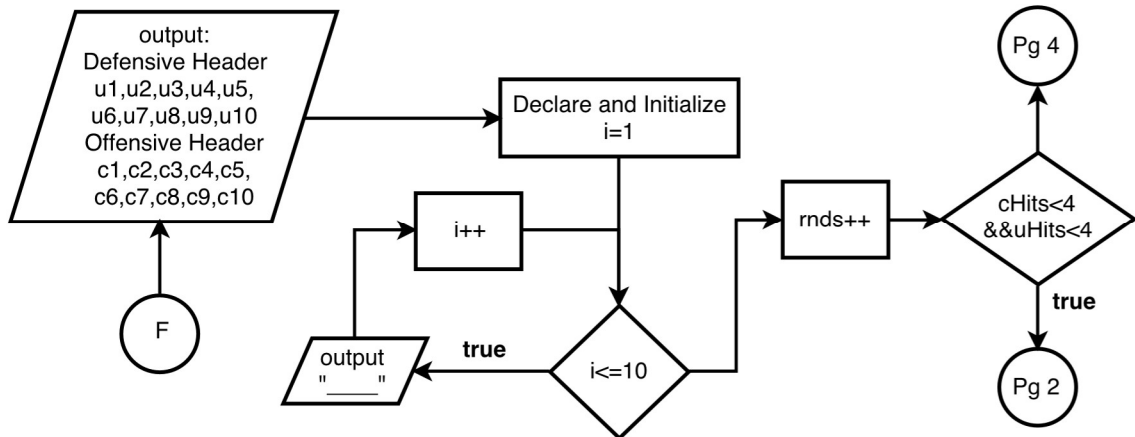 output:
Defensive Header
u1,u2,u3,u4,u5,
u6,u7,u8,u9,u10
Offensive Header
c1,c2,c3,c4,c5,
c6,c7,c8,c9,c10
F
Declare and Initialize
i=1
i++
output
"_____"
true
i<=10
rnds++
Pg 4
cHits<4
&&uHits<4
true
Pg 2